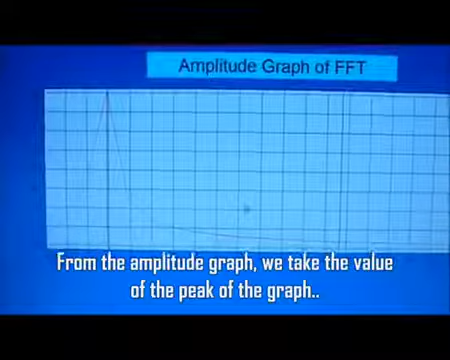 Amplitude Graph of FFT
From the amplitude graph, we take the value
of the peak of the graph..